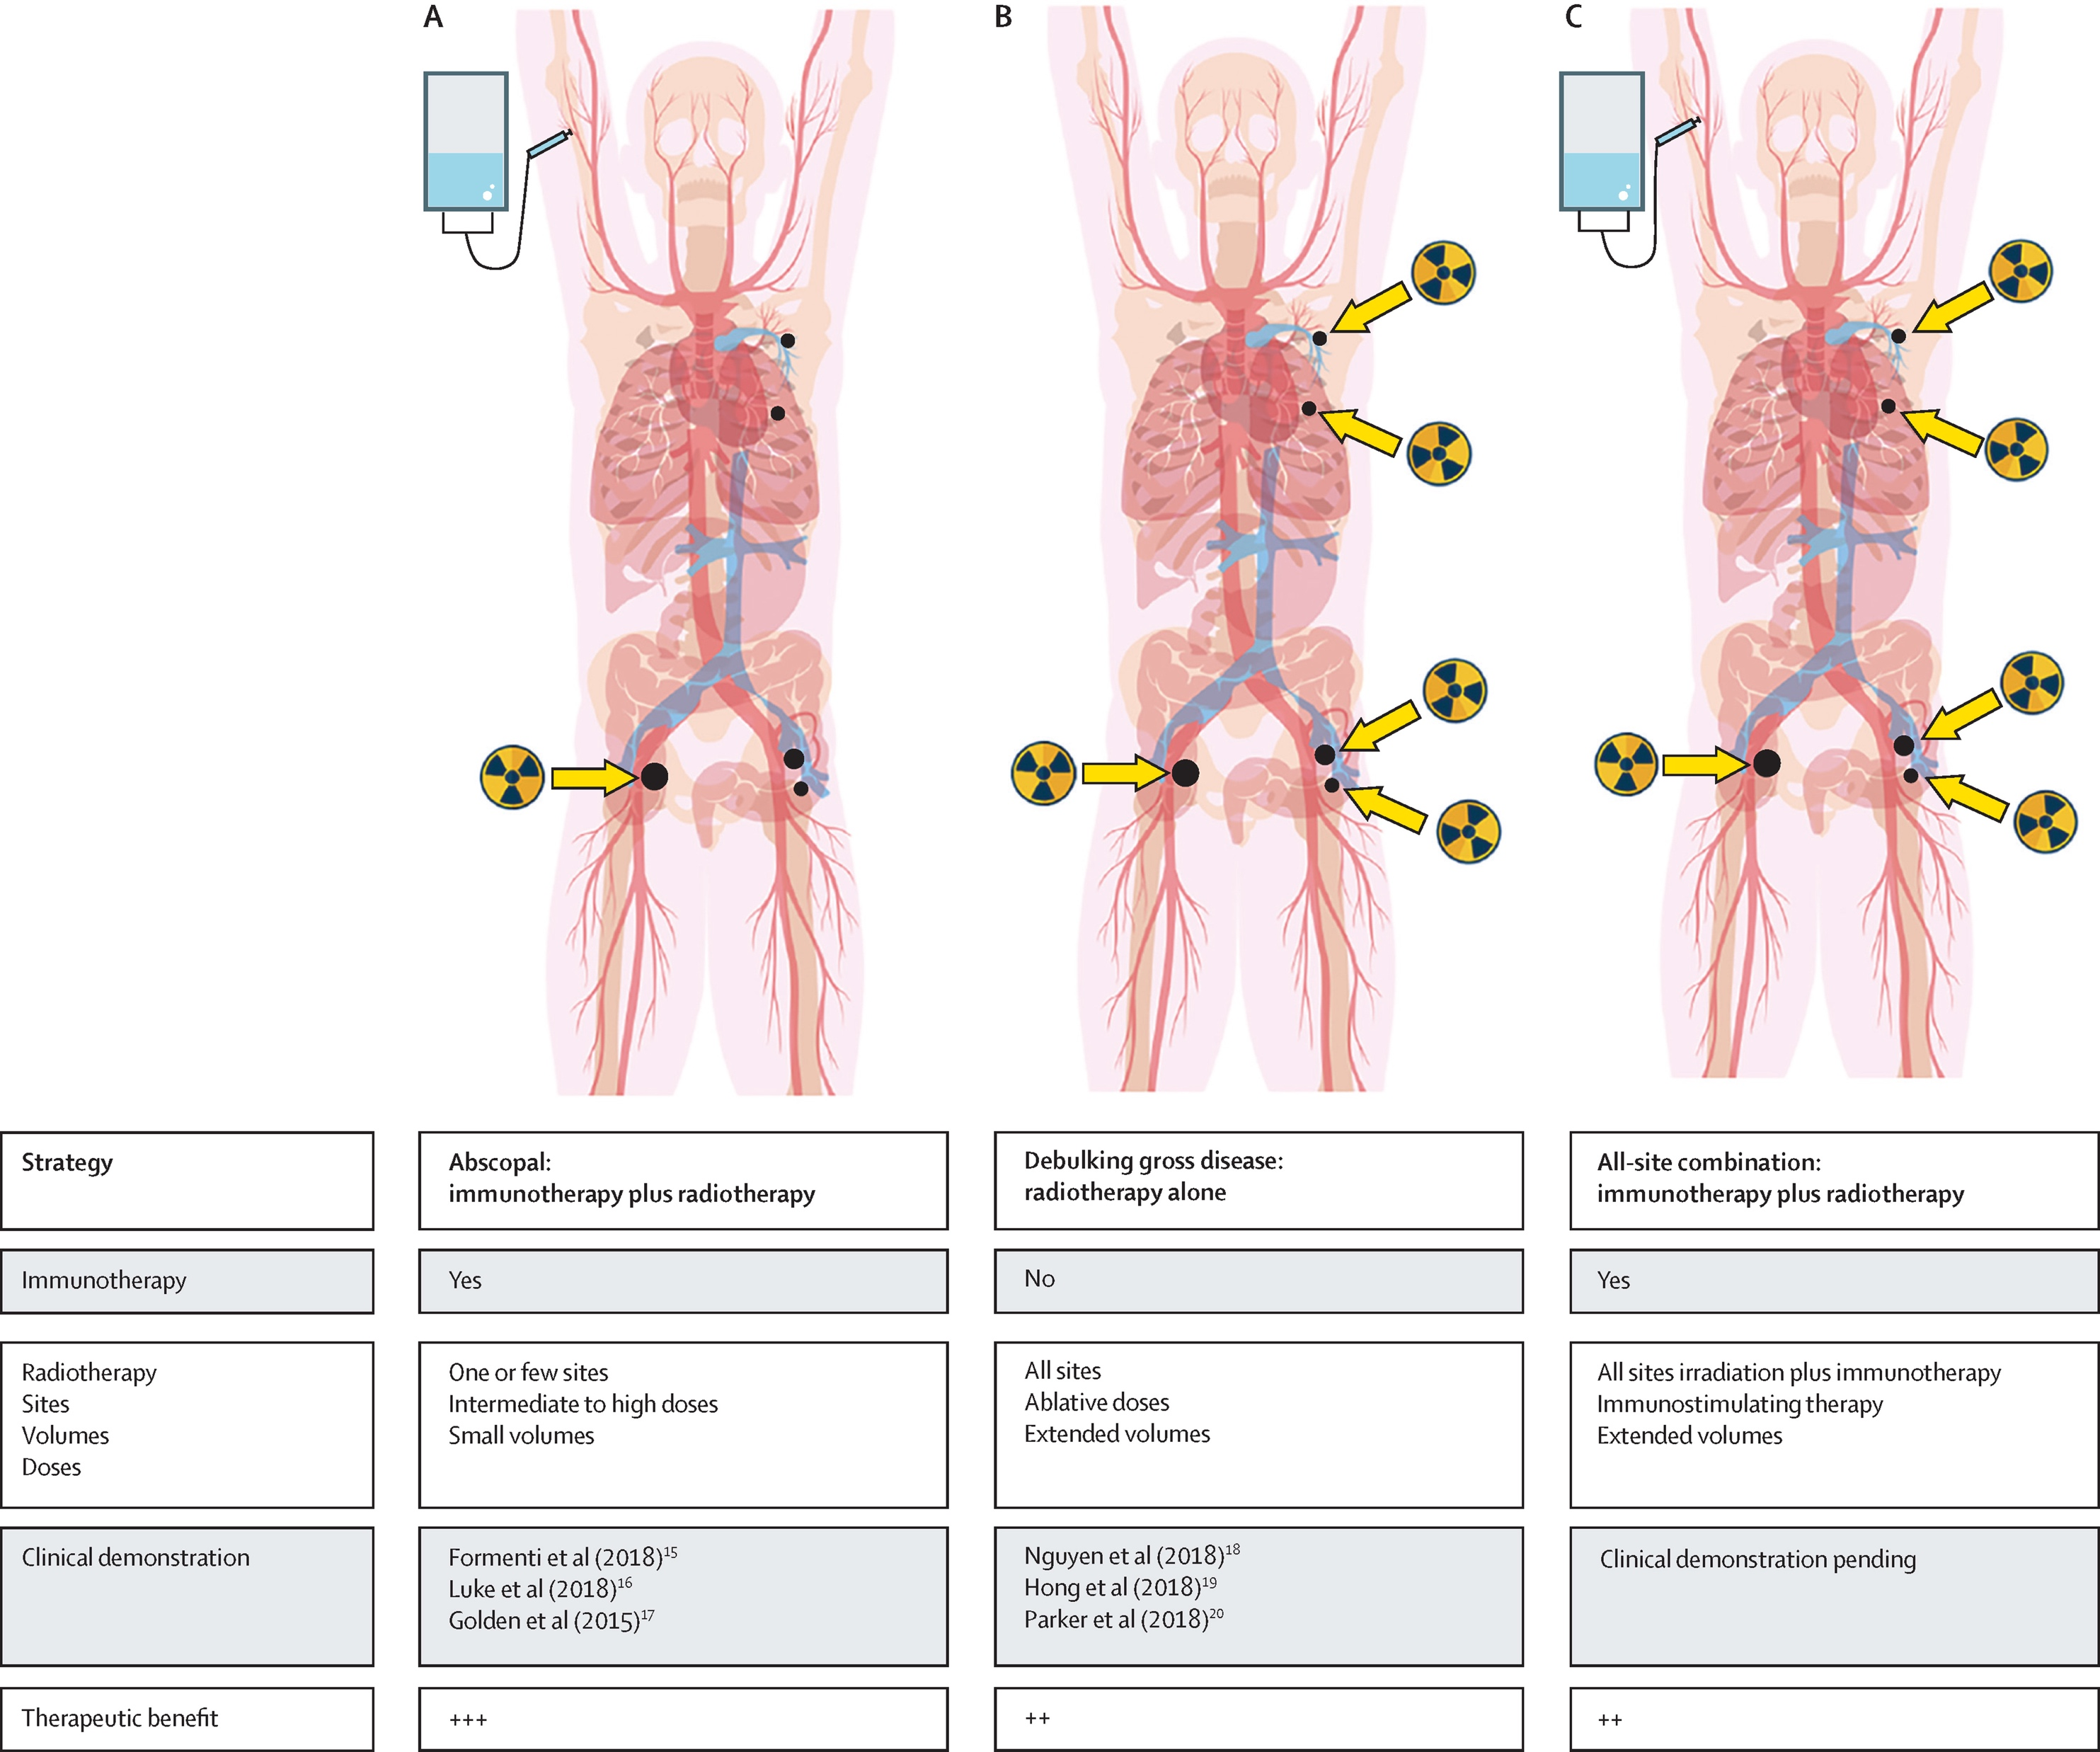 A
B
C
Strategy
Abscopal:
immunotherapy plus radiotherapy
Debulking gross disease:
radiotherapy alone
All-site combination:
immunotherapy plus radiotherapy
Immunotherapy
Yes
No
Yes
Radiotherapy
Sites
Volumes
Doses
One or few sites
Intermediate to high doses
Small volumes
All sites
Ablative doses
Extended volumes
All sites irradiation plus immunotherapy
Immunostimulating therapy
Extended volumes
Clinical demonstration
Formenti et al (2018)¹⁵
Luke et al (2018)¹⁶
Golden et al (2015)¹⁷
Nguyen et al (2018)¹⁸
Hong et al (2018)¹⁹
Parker et al (2018)²⁰
Clinical demonstration pending
Therapeutic benefit
+++
++
++